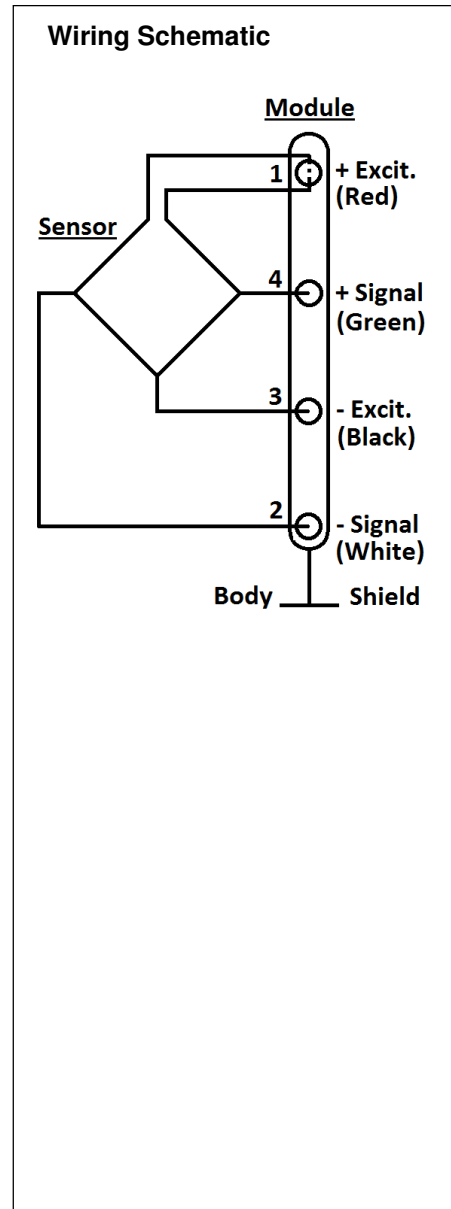 Wiring Schematic
Module
1
+ Excit.
(Red)
Sensor
4
+ Signal
(Green)
3
- Excit.
(Black)
2
- Signal
(White)
Body
Shield